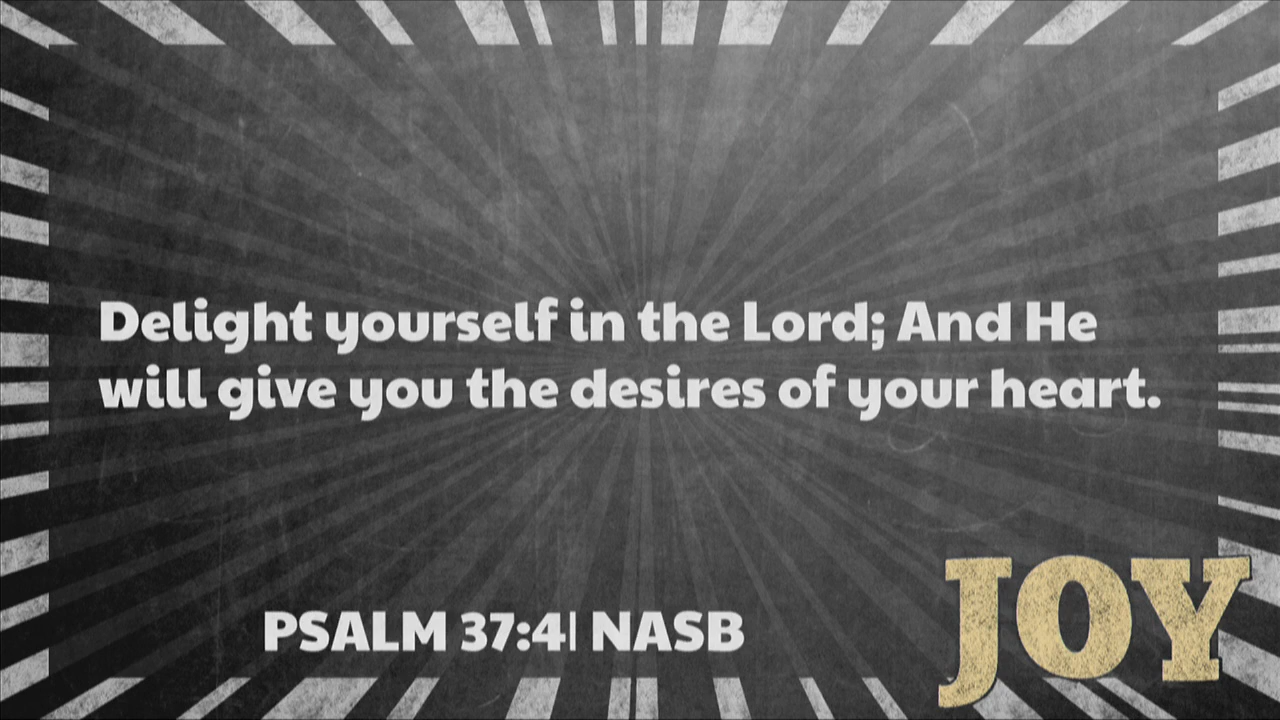 Delight yourself in the Lord; And He
will give you the desires of your heart.
PSALM 37:4| NASB
JOY